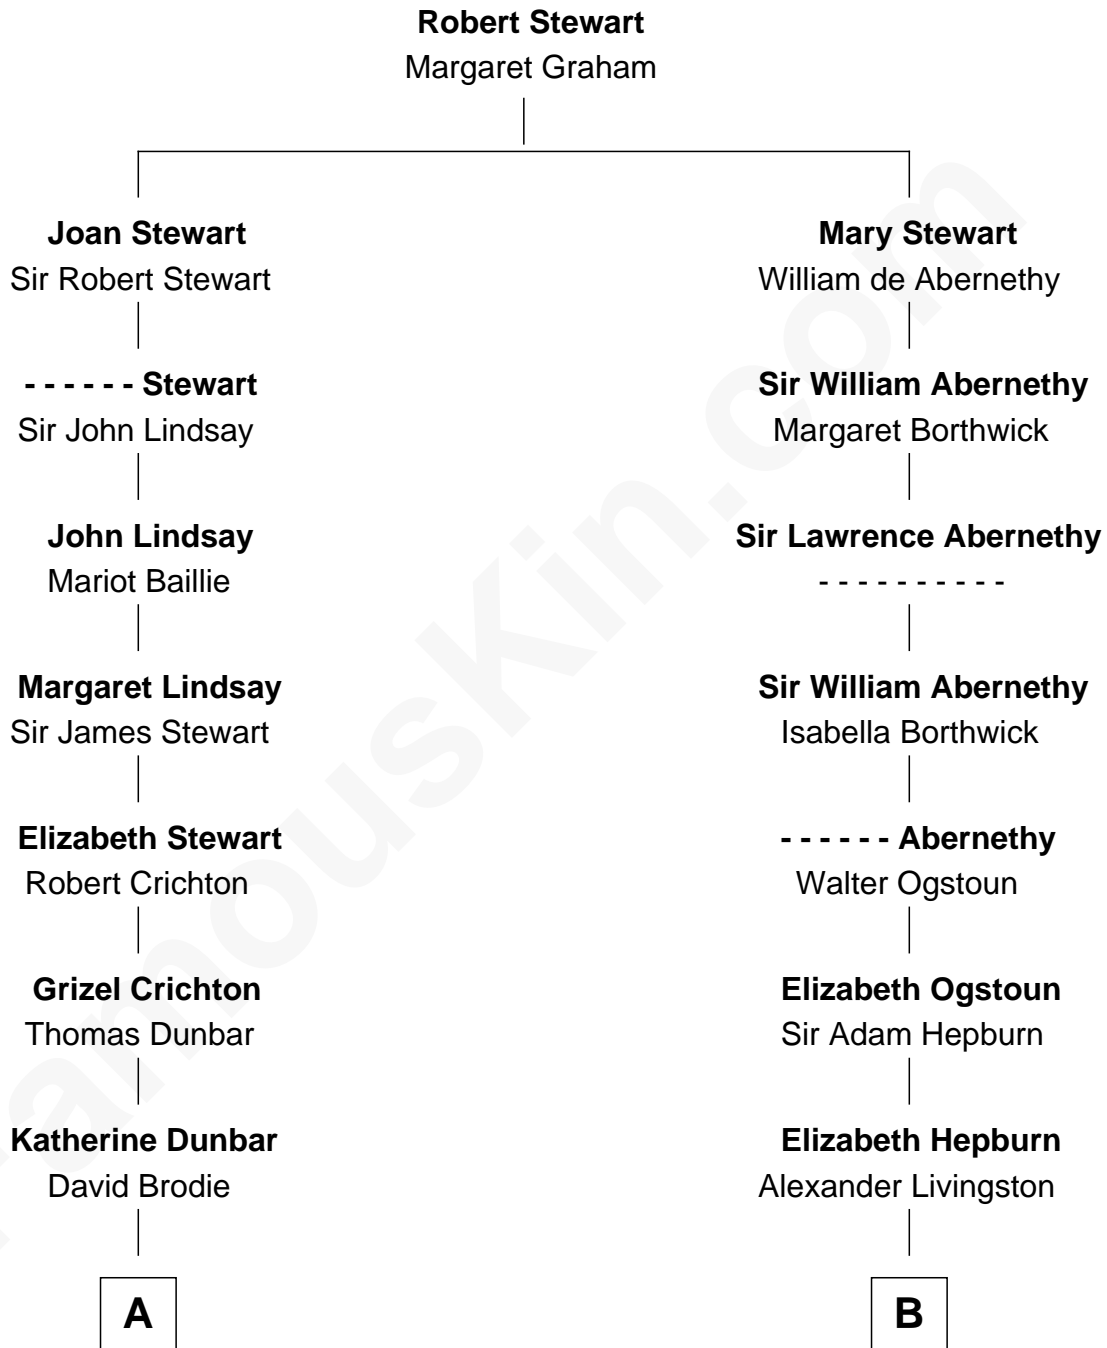 Robert Stewart
Margaret Graham
Joan Stewart
Sir Robert Stewart
Mary Stewart
William de Abernethy
- - - - - - Stewart
Sir John Lindsay
Sir William Abernethy
Margaret Borthwick
John Lindsay
Mariot Baillie
Sir Lawrence Abernethy
- - - - - - - - - -
Margaret Lindsay
Sir James Stewart
Sir William Abernethy
Isabella Borthwick
Elizabeth Stewart
Robert Crichton
- - - - - - Abernethy
Walter Ogstoun
Grizel Crichton
Thomas Dunbar
Elizabeth Ogstoun
Sir Adam Hepburn
Katherine Dunbar
David Brodie
Elizabeth Hepburn
Alexander Livingston
A
B
FamousKin.com